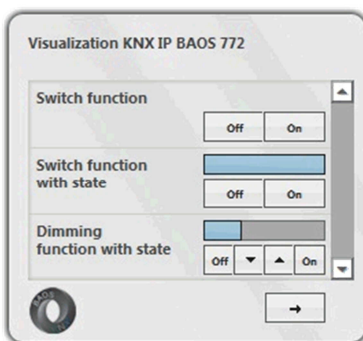 Visualization KNX IP BAOS 772
Switch function
Off On
Switch function
with state
Off On
Dimming
function with state
Off On
BAOS